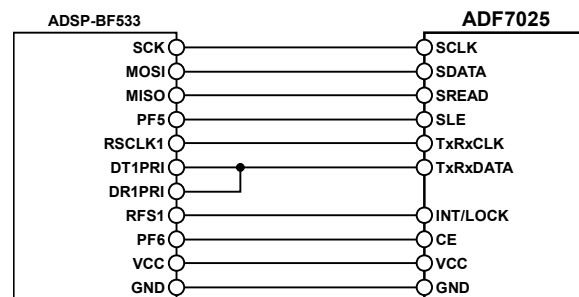 ADSP-BF533 ADF7025
SCK SCLK
MOSI SDATA
MISO SREAD
PF5 SLE
RSCLK1 TxRxCLK
DT1PRI TxRxDATA
DR1PRI
RFS1 INT/LOCK
PF6 CE
VCC VCC
GND GND